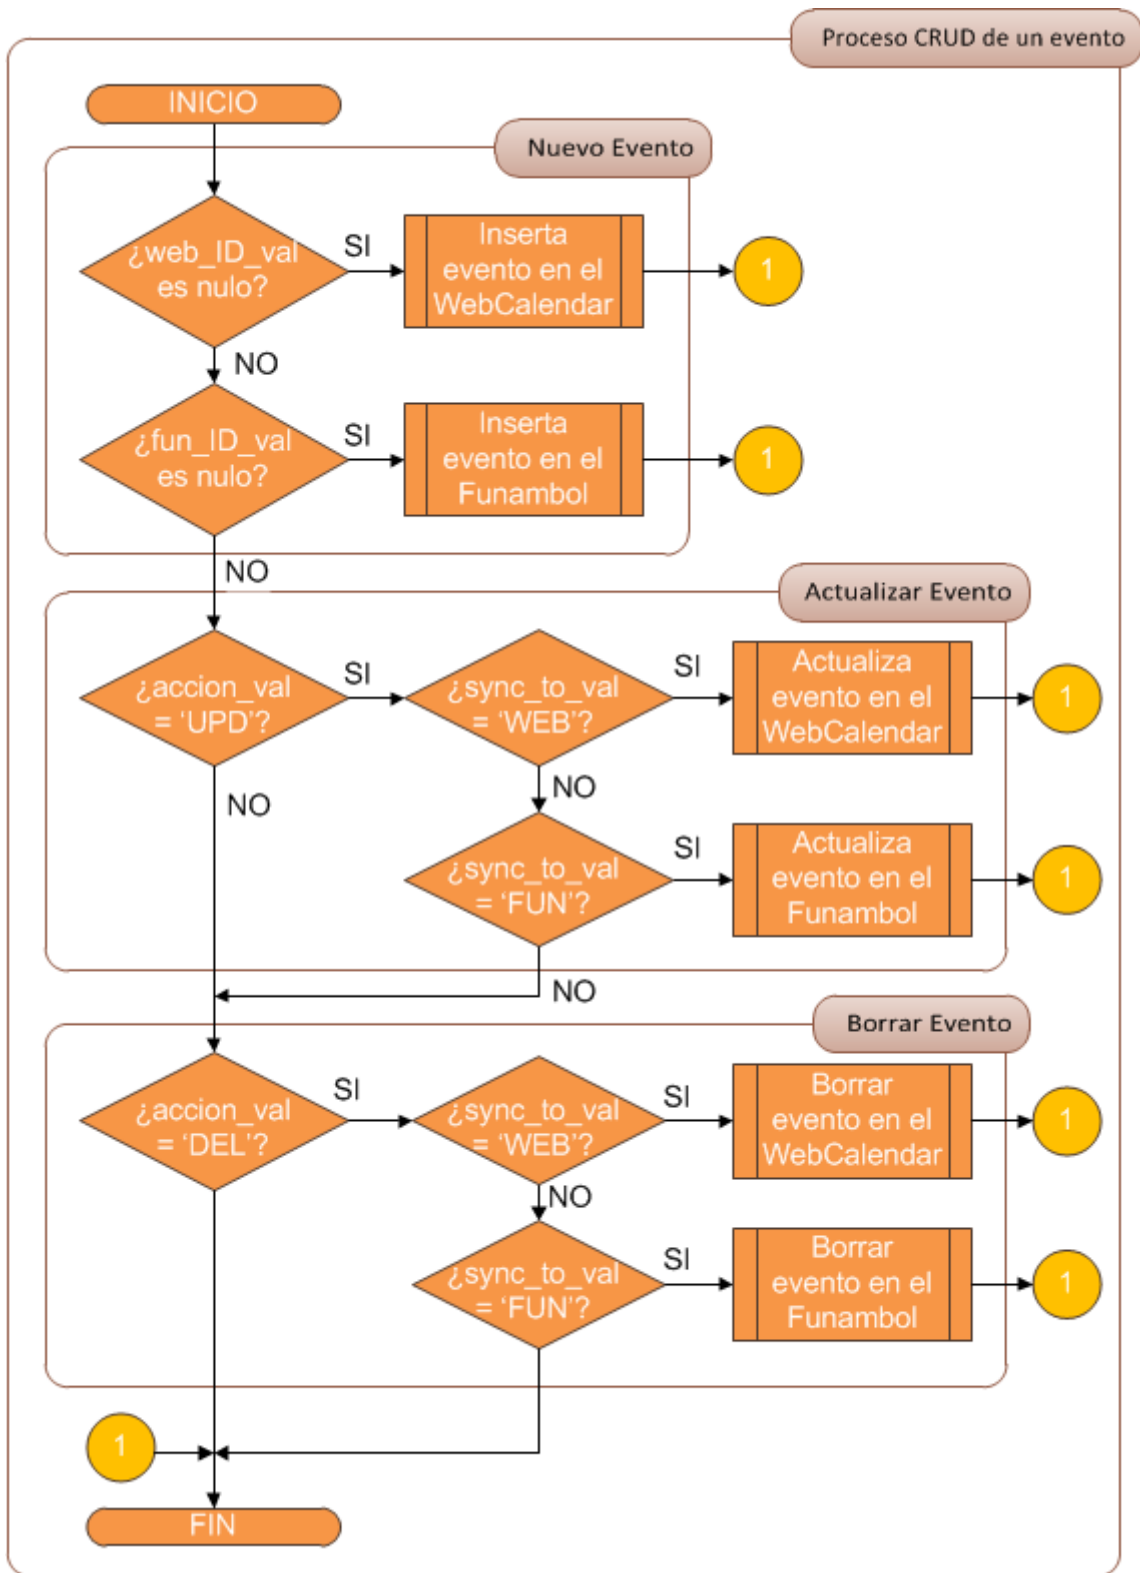 Proceso CRUD de un evento
INICIO
Nuevo Evento
¿web_ID_val
es nulo?
SI
Inserta
evento en el
WebCalendar
1
NO
¿fun_ID_val
es nulo?
SI
Inserta
evento en el
Funambol
1
NO
Actualizar Evento
¿accion_val
= ‘UPD’?
SI
¿sync_to_val
= ‘WEB’?
SI
Actualiza
evento en el
WebCalendar
1
NO
NO
¿sync_to_val
= ‘FUN’?
SI
Actualiza
evento en el
Funambol
1
NO
Borrar Evento
¿accion_val
= ‘DEL’?
SI
¿sync_to_val
= ‘WEB’?
SI
Borrar
evento en el
WebCalendar
1
NO
¿sync_to_val
= ‘FUN’?
SI
Borrar
evento en el
Funambol
1
1
FIN